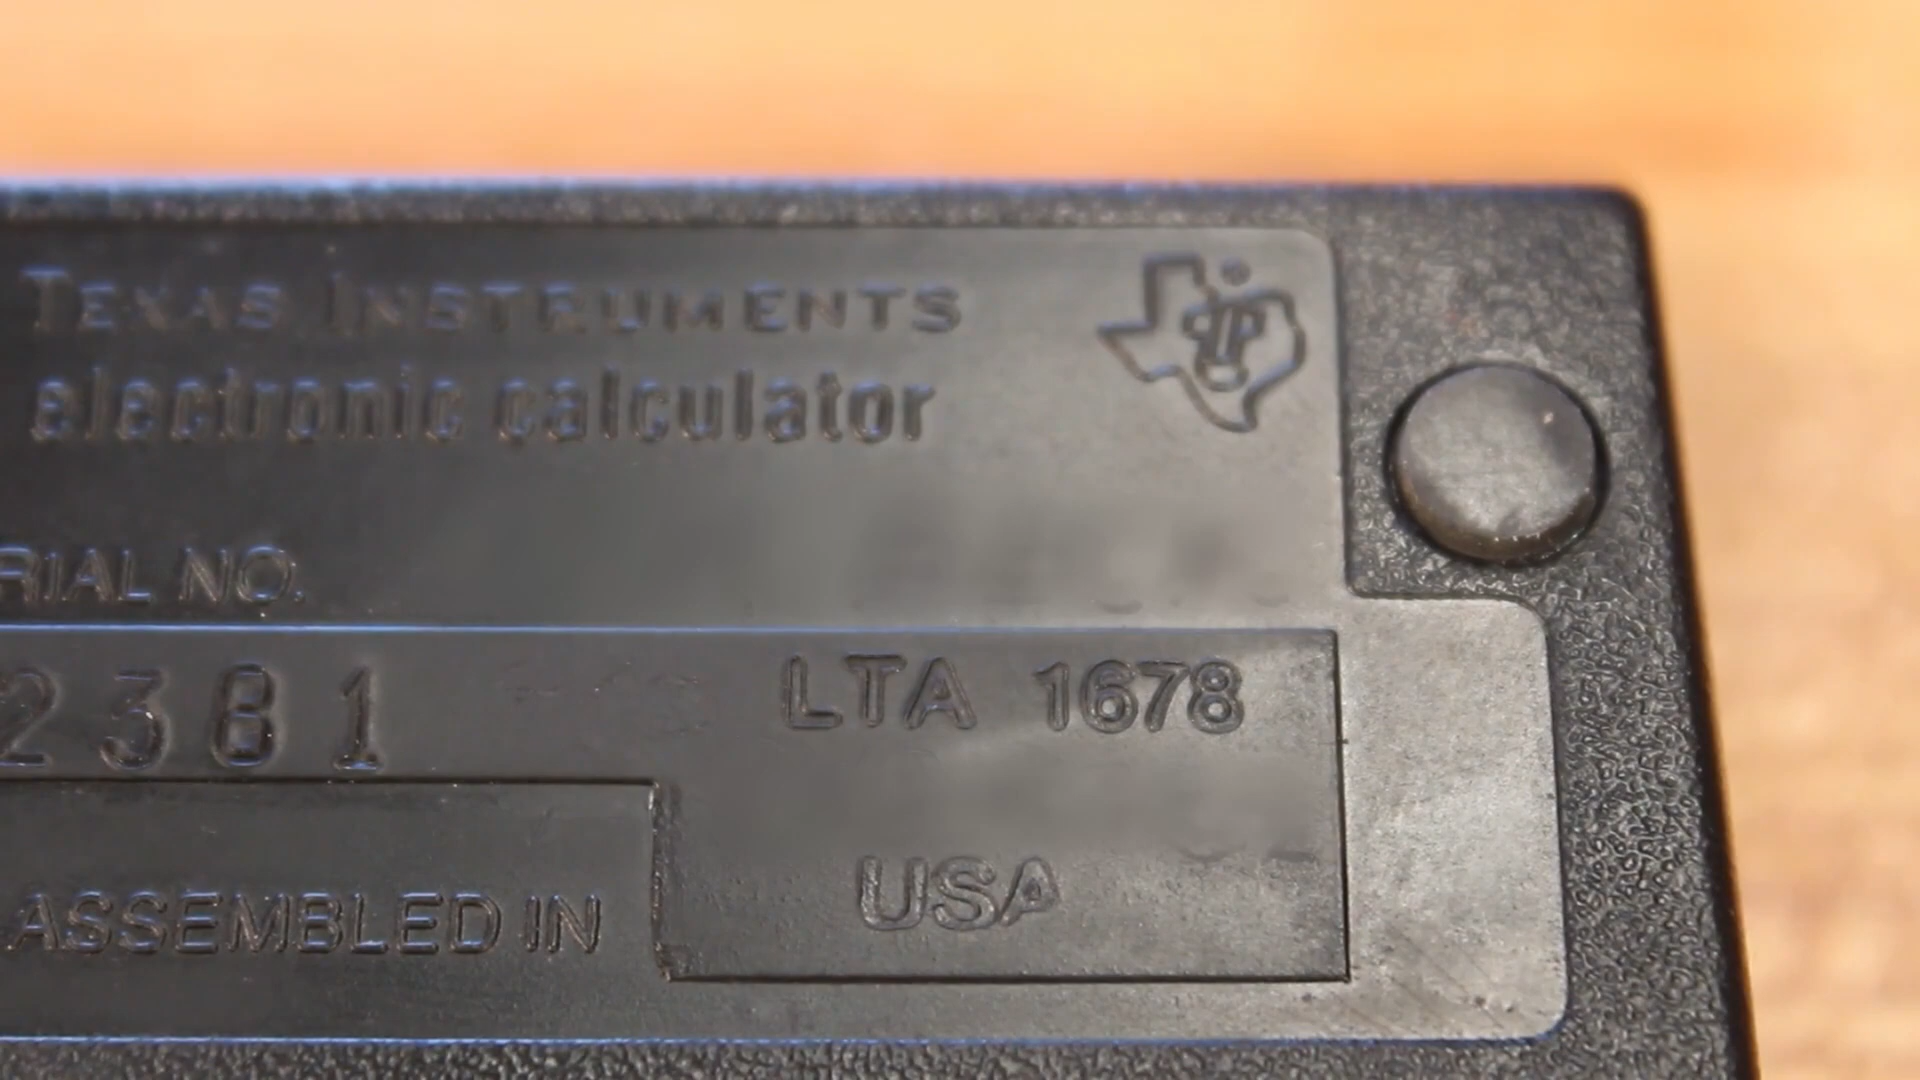 TEXAS INSTRUMENTS
electronic calculator
RIAL NO.
2381 LTA 1678
ASSEMBLED IN USA